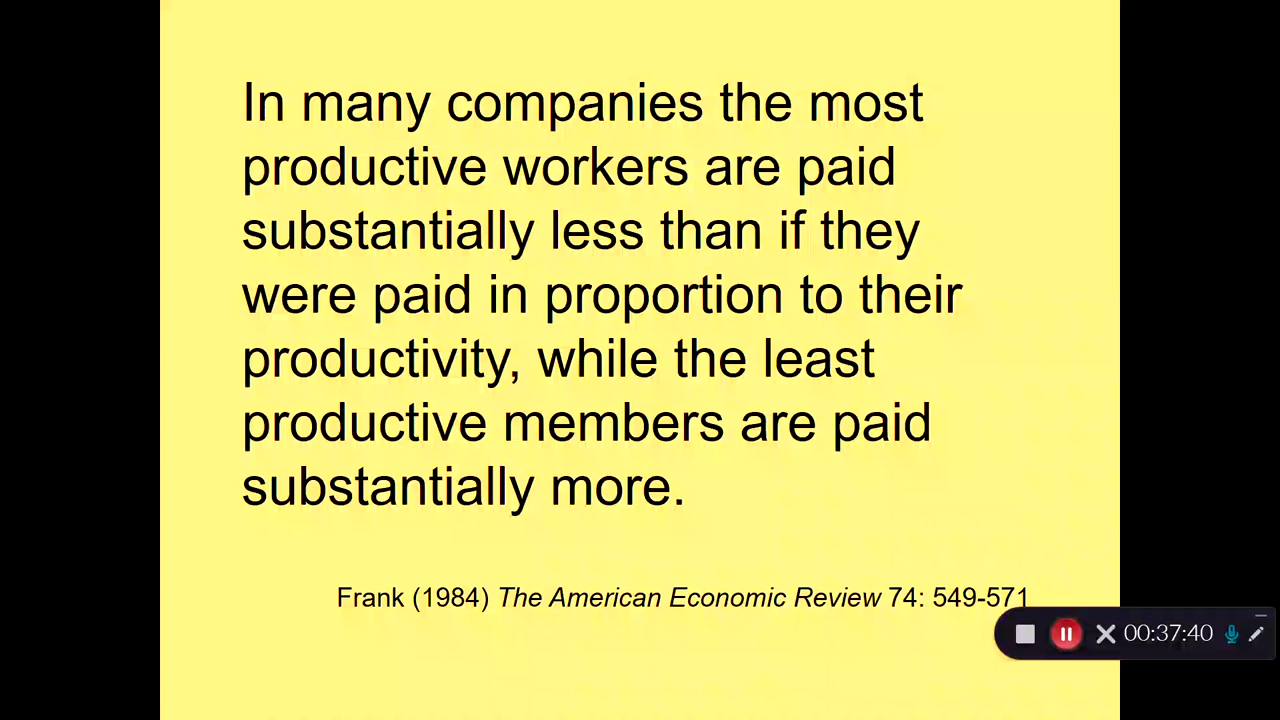 In many companies the most
productive workers are paid
substantially less than if they
were paid in proportion to their
productivity, while the least
productive members are paid
substantially more.
Frank (1984) The American Economic Review 74: 549-571
00:37:40